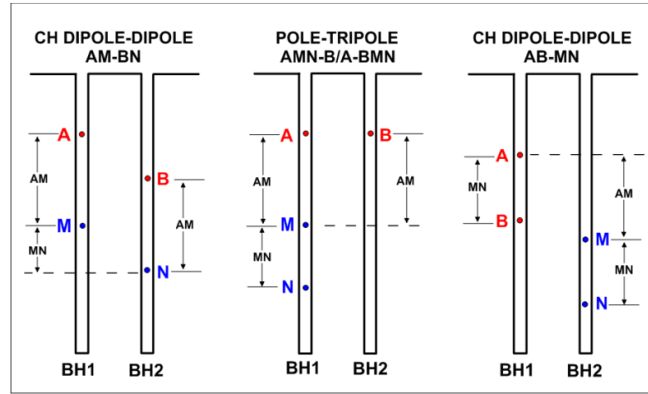 CH DIPOLE-DIPOLE
AM-BN
A
AM
M
MN
B
AM
N
BH1 BH2
POLE-TRIPOLE
AMN-B/A-BMN
A
B
AM
AM
M
MN
N
BH1 BH2
CH DIPOLE-DIPOLE
AB-MN
A
MN
B
AM
M
MN
N
BH1 BH2